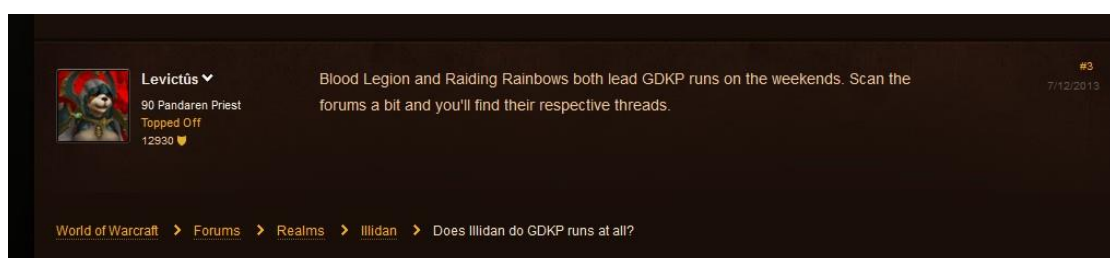 Levictûs
90 Pandaren Priest
Topped Off
12930
Blood Legion and Raiding Rainbows both lead GDKP runs on the weekends. Scan the
forums a bit and you'll find their respective threads.
#3
7/12/2013
World of Warcraft > Forums > Realms > Illidan > Does Illidan do GDKP runs at all?